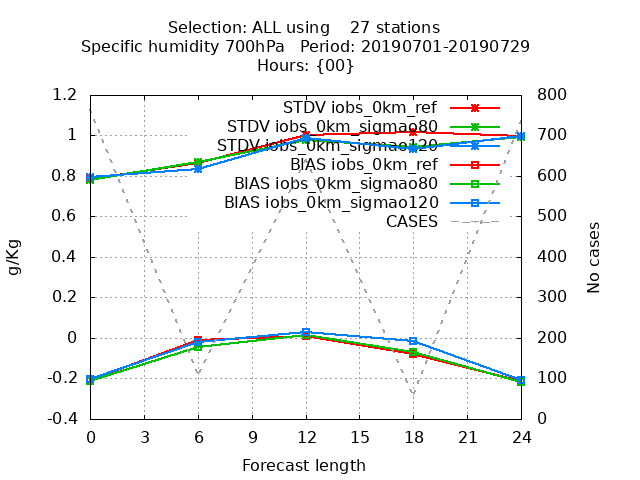 Selection: ALL using 27 stations
Specific humidity 700hPa Period: 20190701-20190729
Hours: {00}
1.2
1
0.8
0.6
0.4
0.2
0
-0.2
-0.4
g/Kg
800
700
600
500
400
300
200
100
0
No cases
STDV iobs_0km_ref
STDV iobs_0km_sigmao80
STDV iobs_0km_sigmao120
BIAS iobs_0km_ref
BIAS iobs_0km_sigmao80
BIAS iobs_0km_sigmao120
CASES
0 3 6 9 12 15 18 21 24
Forecast length